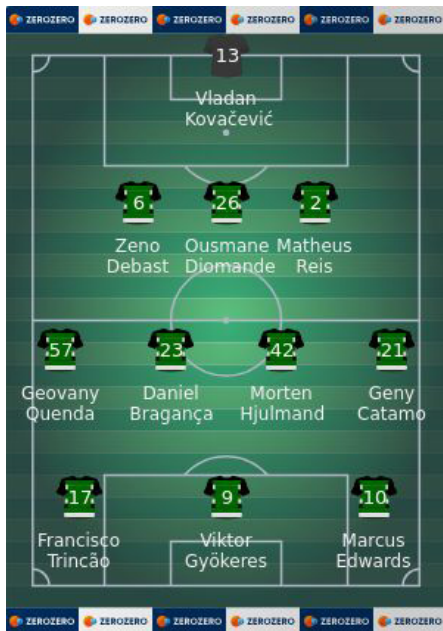 ZEROZERO ZEROZERO ZEROZERO ZEROZERO ZEROZERO ZEROZERO
13
Vladan
Kovačević
6 26 2
Zeno Ousmane Matheus
Debast Diomande Reis
57 23 42 21
Geovany Daniel Morten Geny
Quenda Bragança Hjulmand Catamo
17 9 10
Francisco Viktor Marcus
Trincão Gyökeres Edwards
ZEROZERO ZEROZERO ZEROZERO ZEROZERO ZEROZERO ZEROZERO